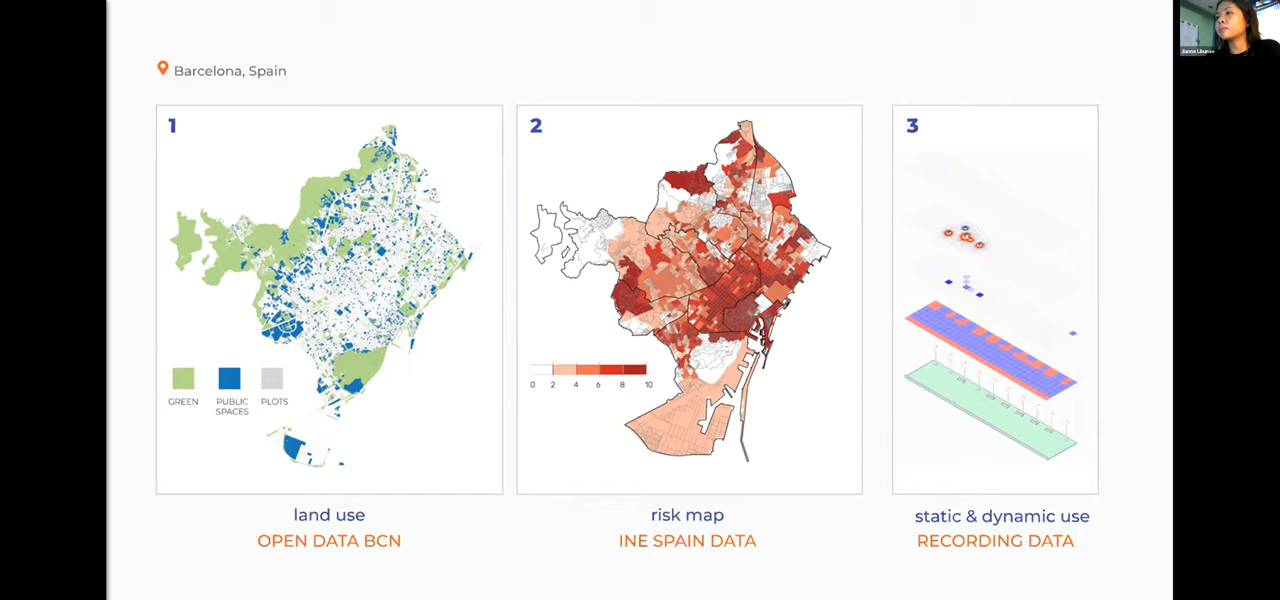 Barcelona, Spain
1
GREEN
PUBLIC
SPACES
PLOTS
land use
OPEN DATA BCN
2
0 2 4 6 8 10
risk map
INE SPAIN DATA
3
static & dynamic use
RECORDING DATA